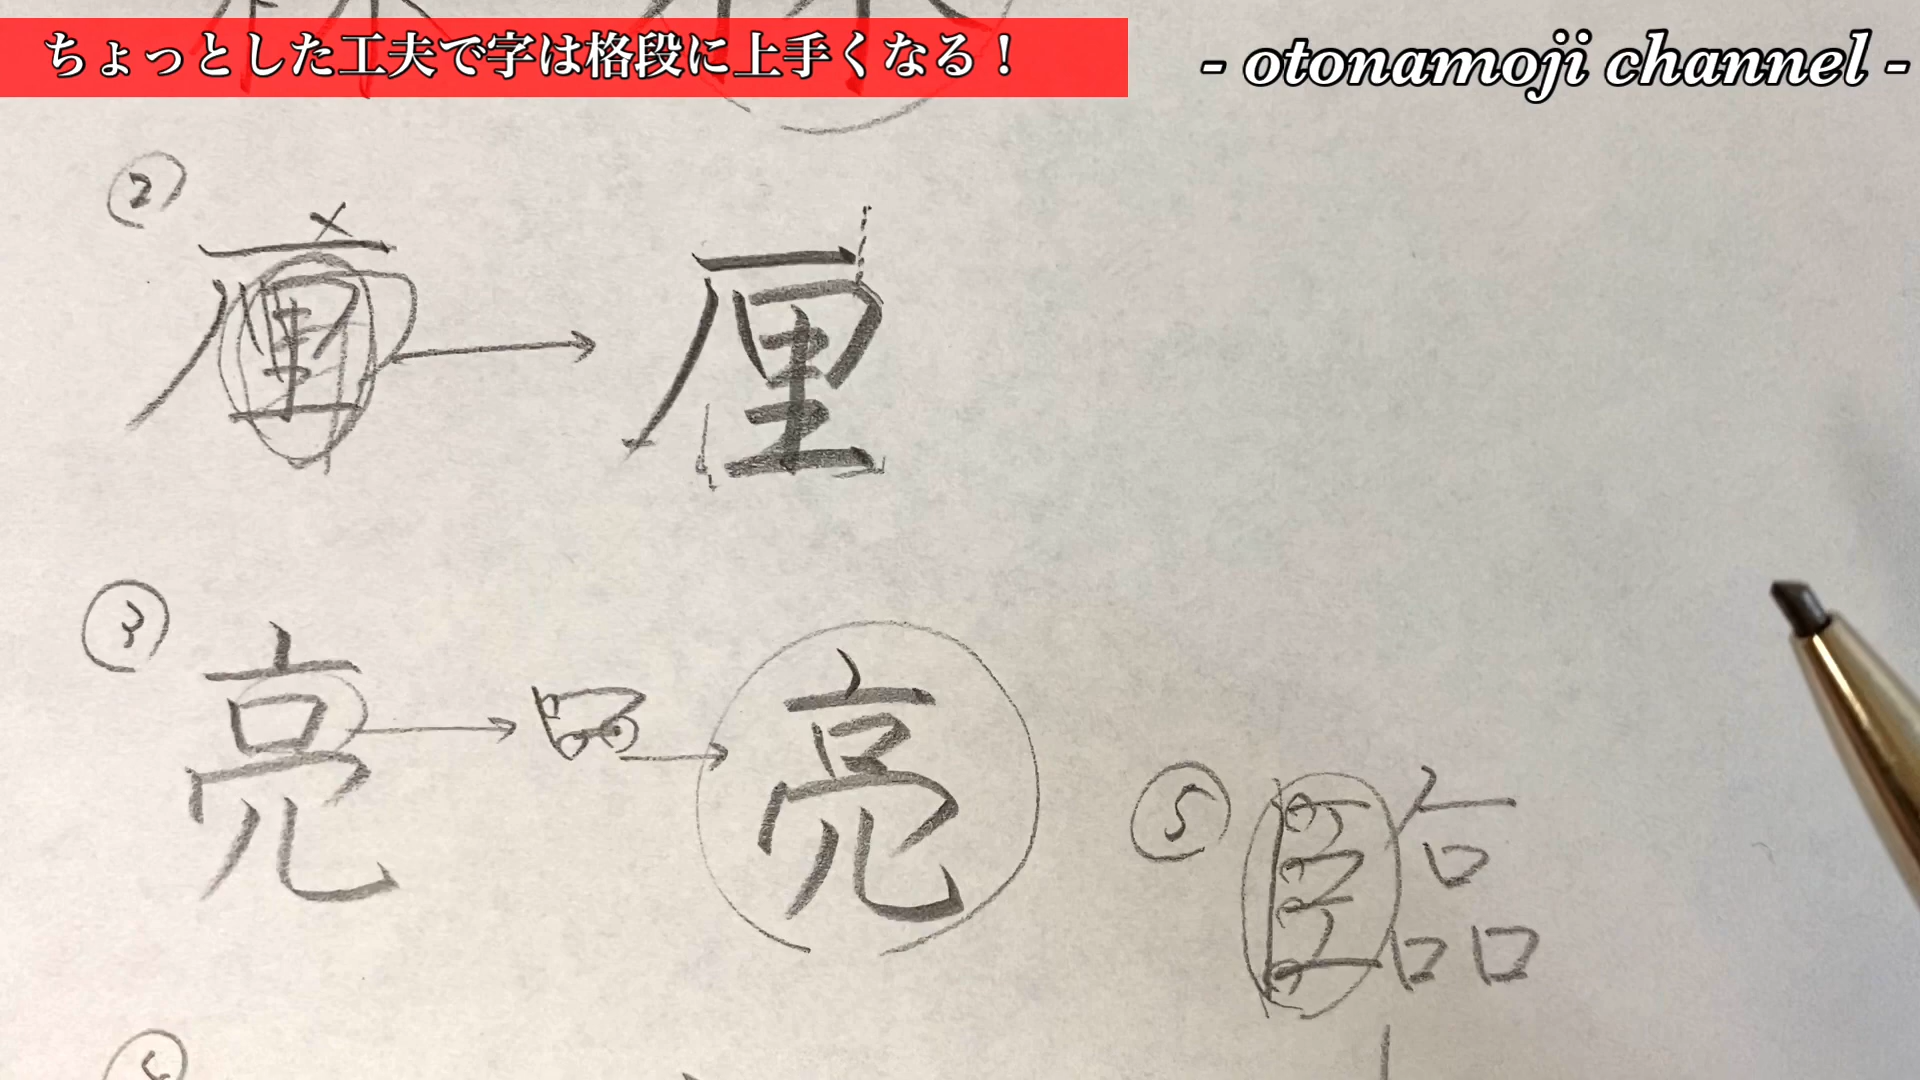 ちょっとした工夫で字は格段に上手くなる！
- otonamoji channel -
②
厘 → 厘
③
亮 → → 亮
⑤
臨